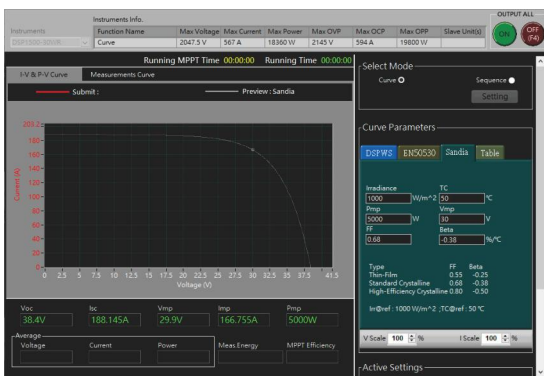 Instruments
Instruments Info.
OUTPUT ALL
Function Name Max Voltage Max Current Max Power Max OVP Max OCP Max OPP Slave Unit(s)
Curve 2047.5 V 567 A 18360 W 2145 V 594 A 19800 W
ON OFF (F4)
Running MPPT Time 00:00:00 Running Time 00:00:00
I-V & P-V Curve Measurements Curve
Submit : Preview : Sandia
Current (A)
205.2
180
160
140
120
100
80
60
40
20
0
0 2.5 5 7.5 10 12.5 15 17.5 20 22.5 25 27.5 30 32.5 35 37.5 41.5
Voltage (V)
Voc Isc Vmp Imp Pmp
38.4V 188.145A 29.9V 166.755A 5000W
Average
Voltage Current Power Meas.Energy MPPT Efficiency
Select Mode
Curve Sequence
Setting
Curve Parameters
DSPWS EN50530 Sandia Table
Irradiance TC
1000 W/m^2 50 ℃
Pmp Vmp
5000 W 30 V
FF Beta
0.68 -0.38 %/℃
Type FF Beta
Thin-Film 0.55 -0.25
Standard Crystalline 0.68 -0.38
High-Efficiency Crystalline 0.80 -0.50
Irr@ref : 1000 W/m^2 ;TC@ref : 50 ℃
V Scale 100 % I Scale 100 %
Active Settings